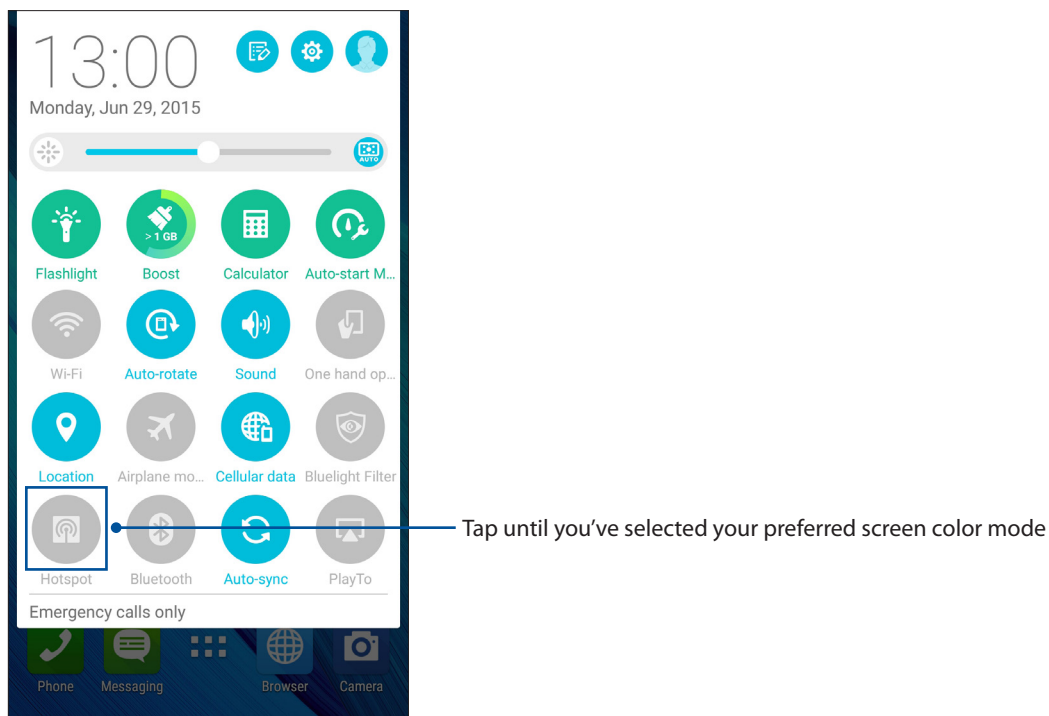 13:00
Monday, Jun 29, 2015
AUTO
> 1 GB
Flashlight Boost Calculator Auto-start M...
Wi-Fi Auto-rotate Sound One hand op...
Location Airplane mo... Cellular data Bluelight Filter
Tap until you've selected your preferred screen color mode
Hotspot Bluetooth Auto-sync PlayTo
Emergency calls only
Phone Messaging Browser Camera